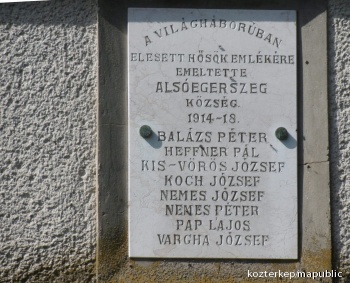 A VILÁGHÁBORÚBAN
ELESETT HŐSÖK EMLÉKÉRE
EMELTETTE
ALSÓEGERSZEG
KÖZSÉG.
1914-18.
BALÁZS PÉTER
HEFFNER PÁL
KIS-VÖRÖS JÓZSEF
KOCH JÓZSEF
NEMES JÓZSEF
NEMES PÉTER
PAP LAJOS
VARGHA JÓZSEF
kozterkep.mapublic